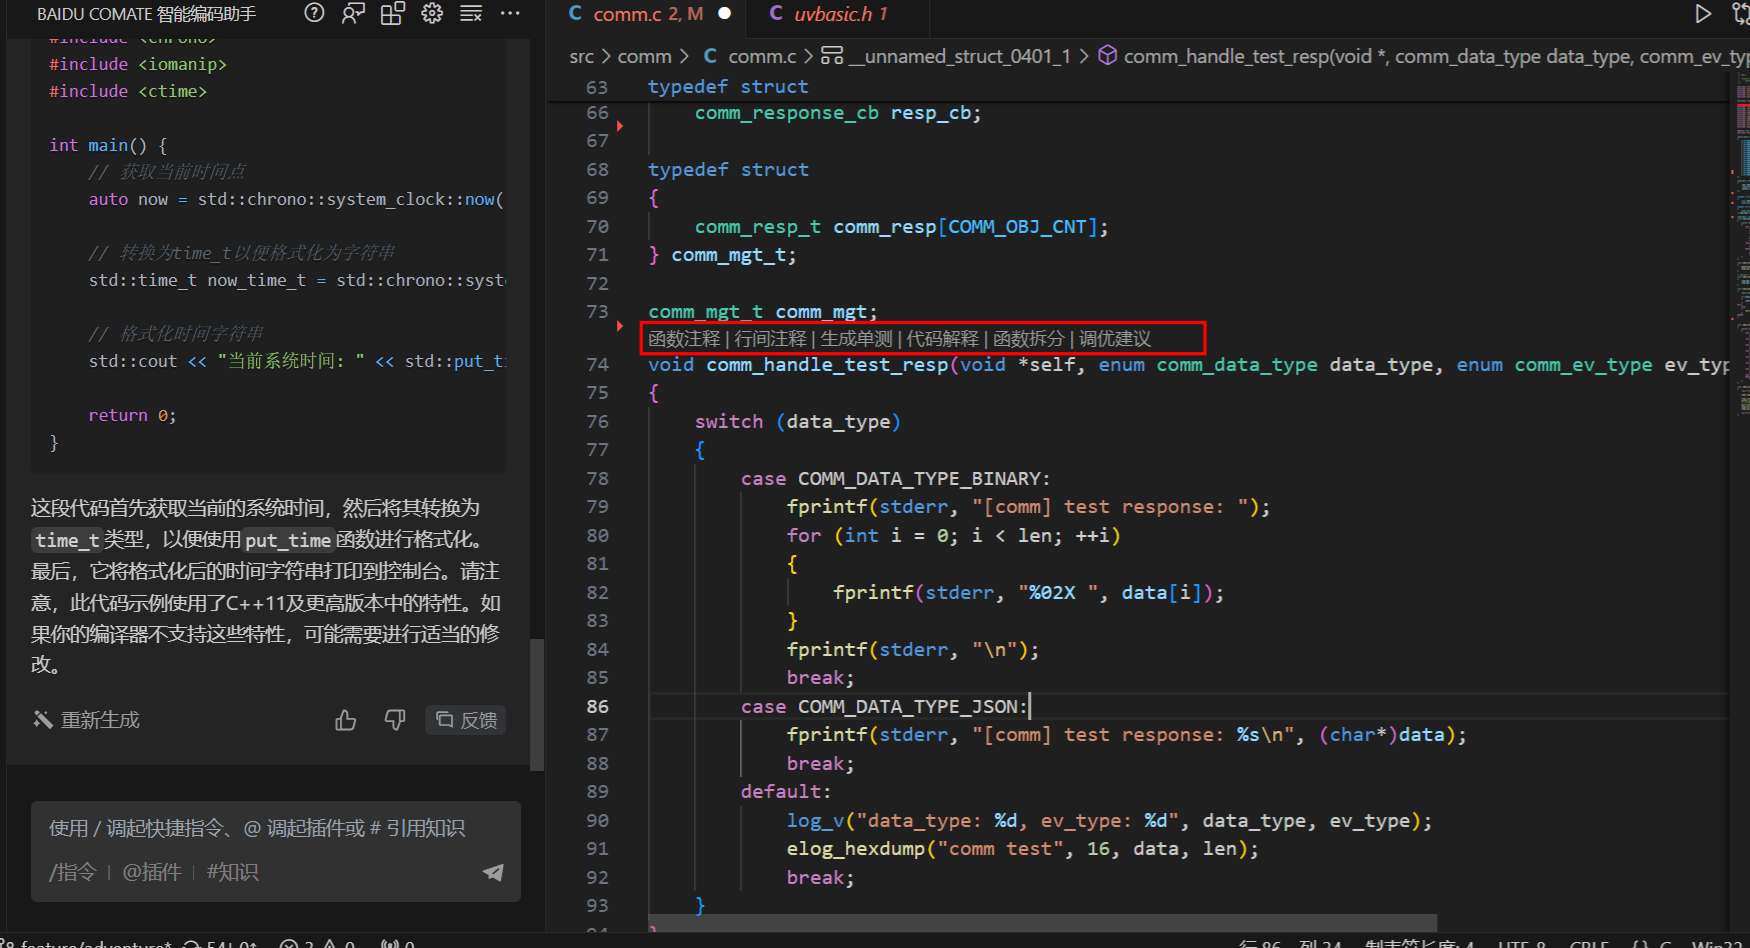 BAIDU COMATE 智能编码助手
#include <chrono>
#include <iomanip>
#include <ctime>
int main() {
// 获取当前时间点
auto now = std::chrono::system_clock::now(
// 转换为time_t以便格式化为字符串
std::time_t now_time_t = std::chrono::syst
// 格式化时间字符串
std::cout << "当前系统时间: " << std::put_ti
return 0;
}
这段代码首先获取当前的系统时间，然后将其转换为
time_t类型，以便使用put_time函数进行格式化。
最后，它将格式化后的时间字符串打印到控制台。请注
意，此代码示例使用了C++11及更高版本中的特性。如
果你的编译器不支持这些特性，可能需要进行适当的修
改。
重新生成
反馈
使用 / 调起快捷指令、@ 调起插件或 # 引用知识
/指令 | @插件 | #知识
C comm.c 2, M
C uvbasic.h 1
src > comm > C comm.c > __unnamed_struct_0401_1 > comm_handle_test_resp(void *, comm_data_type data_type, comm_ev_typ
63 typedef struct
66 comm_response_cb resp_cb;
67
68 typedef struct
69 {
70 comm_resp_t comm_resp[COMM_OBJ_CNT];
71 } comm_mgt_t;
72
73 comm_mgt_t comm_mgt;
函数注释 | 行间注释 | 生成单测 | 代码解释 | 函数拆分 | 调优建议
74 void comm_handle_test_resp(void *self, enum comm_data_type data_type, enum comm_ev_type ev_typ
75 {
76 switch (data_type)
77 {
78 case COMM_DATA_TYPE_BINARY:
79 fprintf(stderr, "[comm] test response: ");
80 for (int i = 0; i < len; ++i)
81 {
82 fprintf(stderr, "%02X ", data[i]);
83 }
84 fprintf(stderr, "\n");
85 break;
86 case COMM_DATA_TYPE_JSON:
87 fprintf(stderr, "[comm] test response: %s\n", (char*)data);
88 break;
89 default:
90 log_v("data_type: %d, ev_type: %d", data_type, ev_type);
91 elog_hexdump("comm test", 16, data, len);
92 break;
93 }
feature/adventure* 54↓ 0↑
行 86，列 34 制表符长度: 4 UTF-8 CRLF {} C Win32